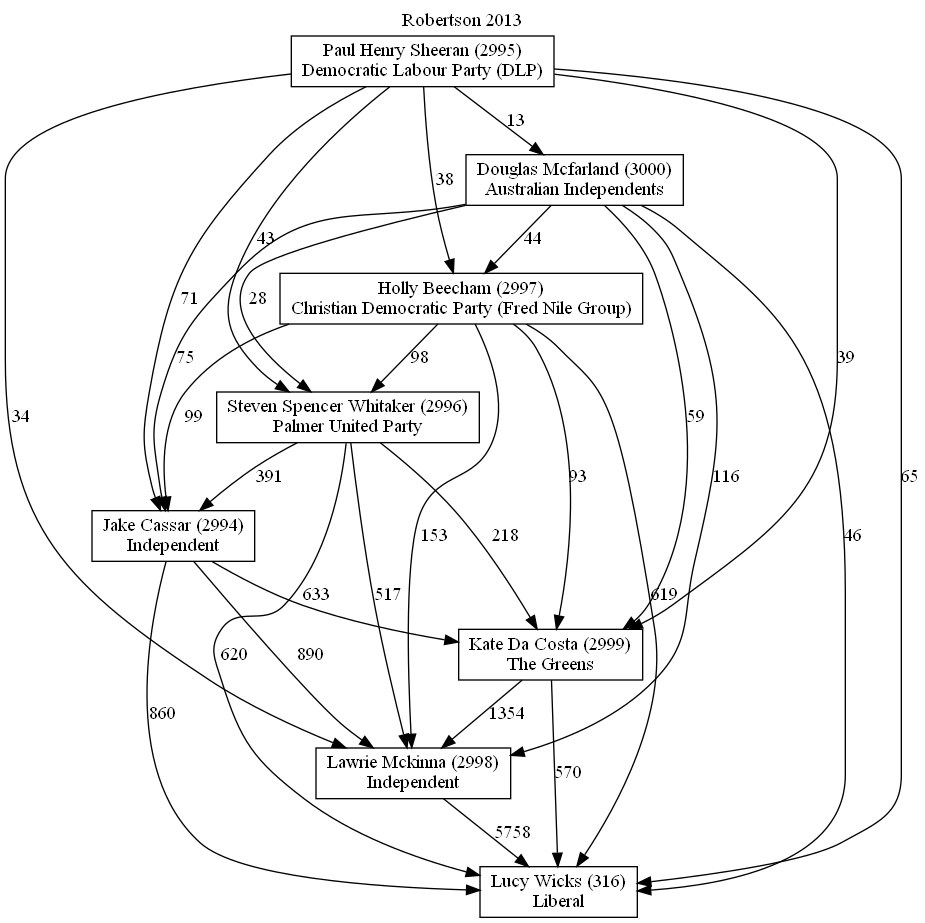 Robertson 2013
Paul Henry Sheeran (2995)
Democratic Labour Party (DLP)
13
Douglas Mcfarland (3000)
Australian Independents
38
43
44
Holly Beecham (2997)
Christian Democratic Party (Fred Nile Group)
71
28
75
98
39
99
Steven Spencer Whitaker (2996)
Palmer United Party
34
59
391
93
116
65
Jake Cassar (2994)
Independent
153
218
46
633
517
619
620
890
Kate Da Costa (2999)
The Greens
860
1354
Lawrie Mckinna (2998)
Independent
570
5758
Lucy Wicks (316)
Liberal